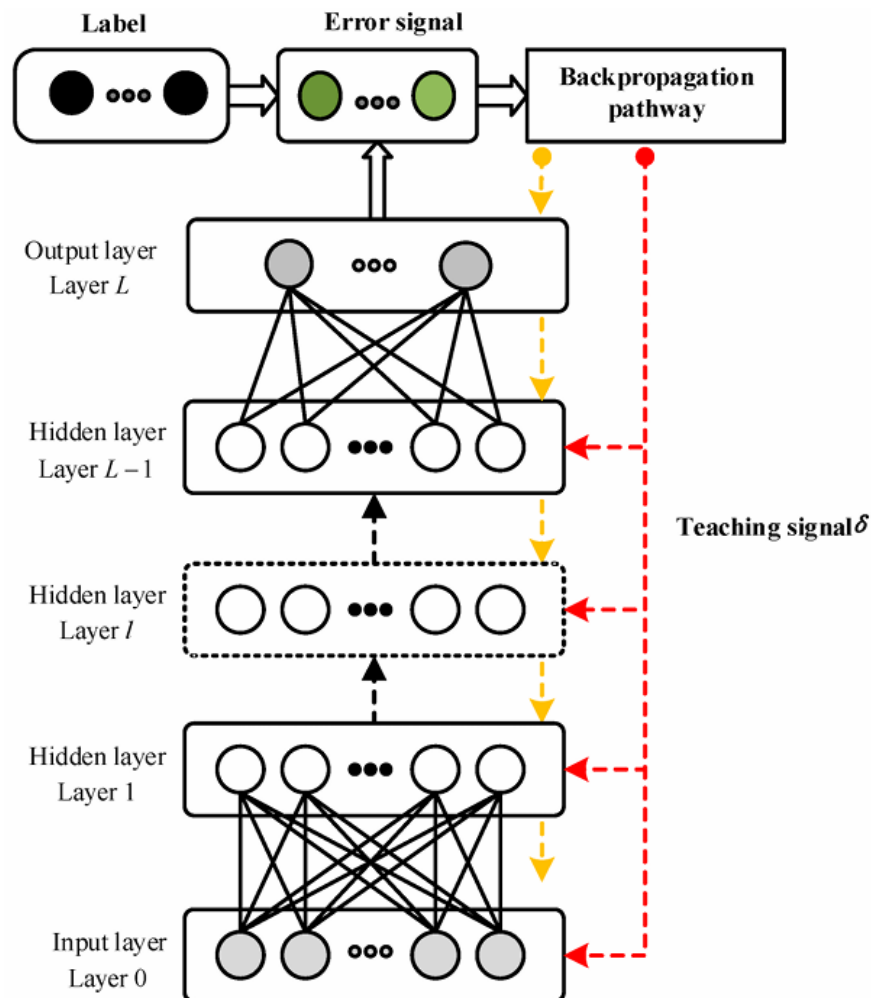 Label
Error signal
Backpropagation
pathway
Output layer
Layer L
Hidden layer
Layer L−1
Teaching signal δ
Hidden layer
Layer l
Hidden layer
Layer 1
Input layer
Layer 0